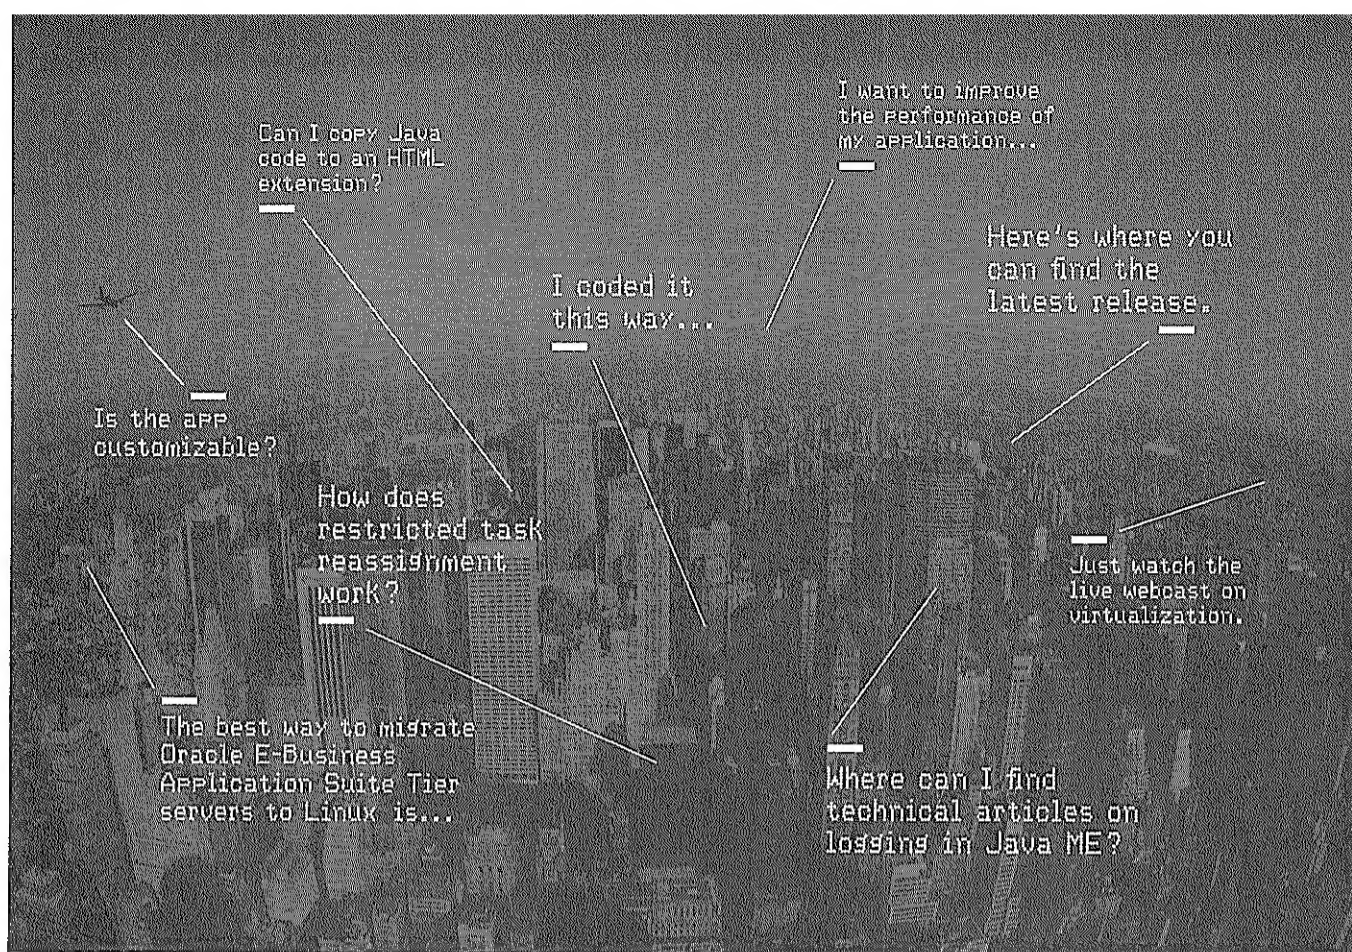 I want to improve
the performance of
my application...
Can I copy Java
code to an HTML
extension?
Here's where you
can find the
latest release.
I coded it
this way...
Is the app
customizable?
How does
restricted task
reassignment
work?
Just watch the
live webcast on
virtualization.
The best way to migrate
Oracle E-Business
Application Suite Tier
servers to Linux is...
Where can I find
technical articles on
logging in Java ME?